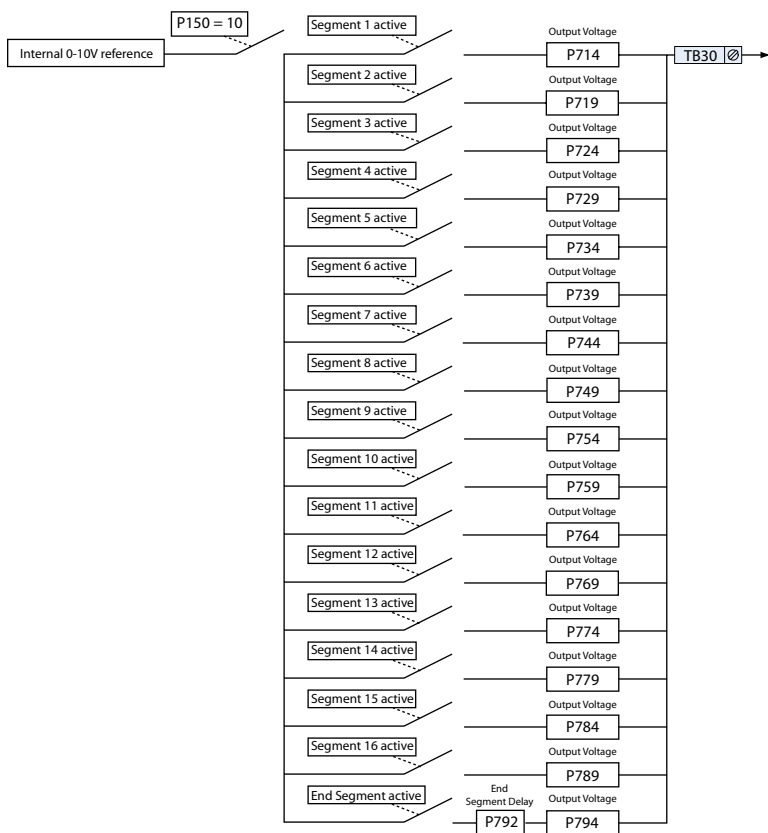 P150 = 10
Internal 0-10V reference
Segment 1 active
Output Voltage
P714
TB30
Segment 2 active
Output Voltage
P719
Segment 3 active
Output Voltage
P724
Segment 4 active
Output Voltage
P729
Segment 5 active
Output Voltage
P734
Segment 6 active
Output Voltage
P739
Segment 7 active
Output Voltage
P744
Segment 8 active
Output Voltage
P749
Segment 9 active
Output Voltage
P754
Segment 10 active
Output Voltage
P759
Segment 11 active
Output Voltage
P764
Segment 12 active
Output Voltage
P769
Segment 13 active
Output Voltage
P774
Segment 14 active
Output Voltage
P779
Segment 15 active
Output Voltage
P784
Segment 16 active
Output Voltage
P789
End Segment active
End
Segment Delay
P792
Output Voltage
P794